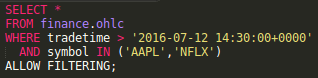 SELECT *
FROM finance.ohlc
WHERE tradetime > '2016-07-12 14:30:00+0000'
  AND symbol IN ('AAPL','NFLX')
ALLOW FILTERING;